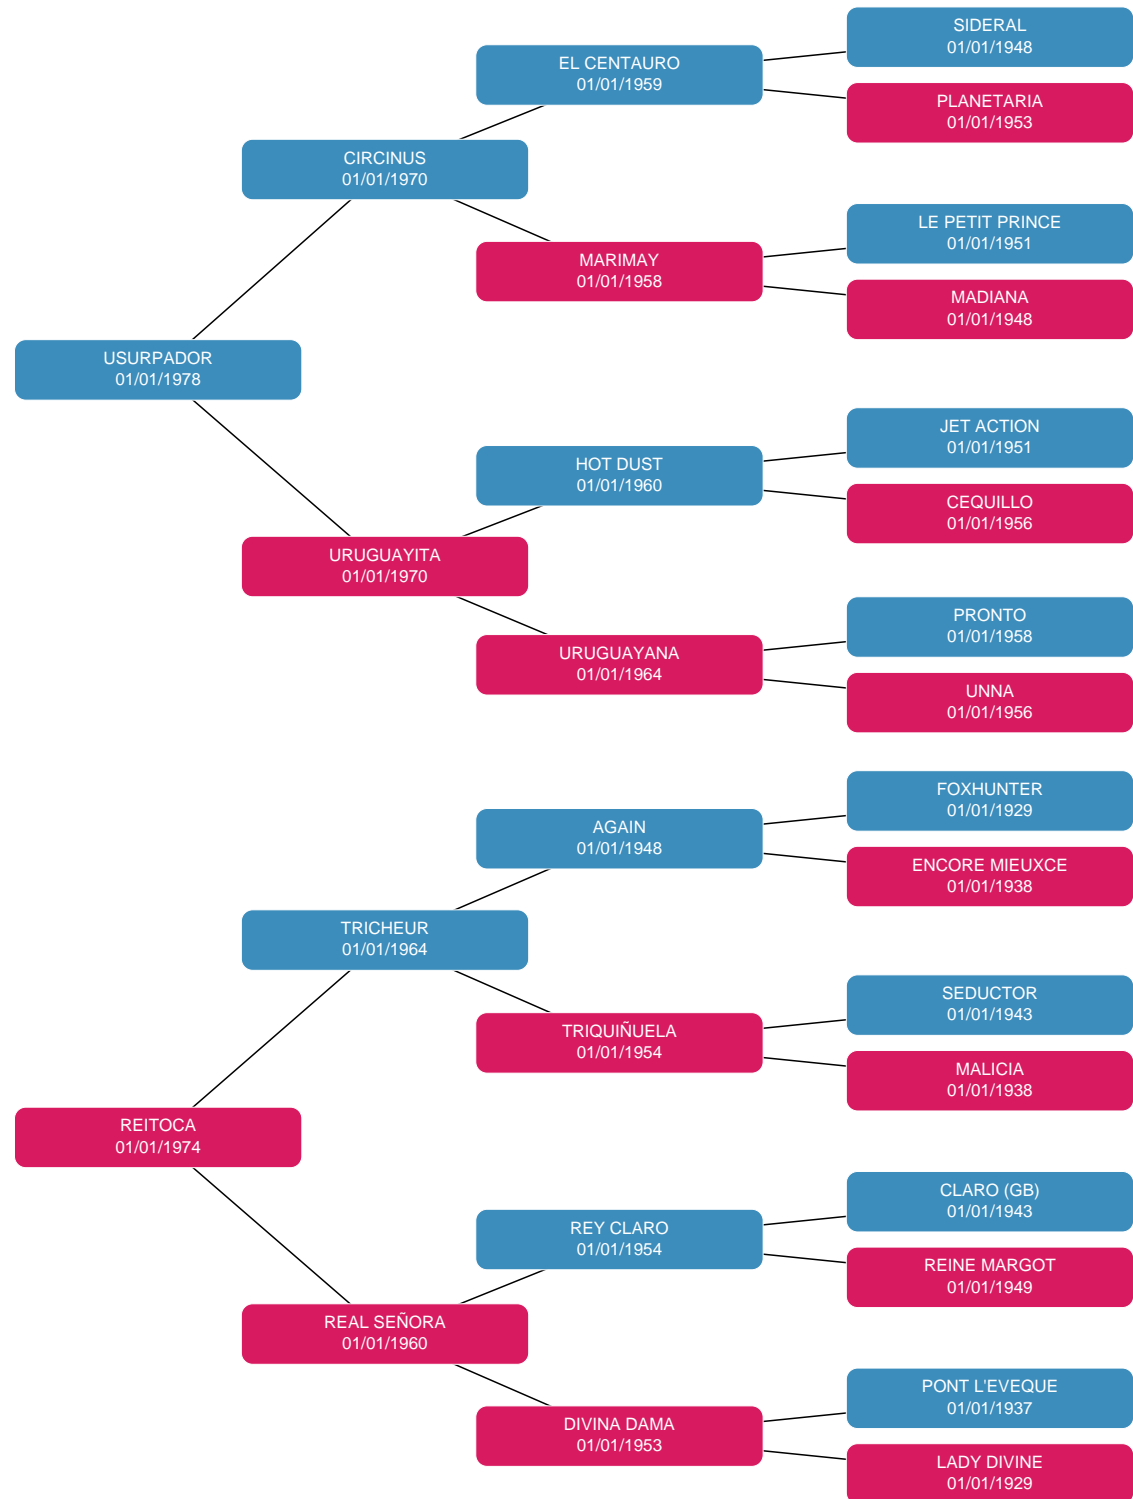 SIDERAL
01/01/1948
EL CENTAURO
01/01/1959
PLANETARIA
01/01/1953
CIRCINUS
01/01/1970
LE PETIT PRINCE
01/01/1951
MARIMAY
01/01/1958
MADIANA
01/01/1948
USURPADOR
01/01/1978
JET ACTION
01/01/1951
HOT DUST
01/01/1960
CEQUILLO
01/01/1956
URUGUAYITA
01/01/1970
PRONTO
01/01/1958
URUGUAYANA
01/01/1964
UNNA
01/01/1956
FOXHUNTER
01/01/1929
AGAIN
01/01/1948
ENCORE MIEUXCE
01/01/1938
TRICHEUR
01/01/1964
SEDUCTOR
01/01/1943
TRIQUIÑUELA
01/01/1954
MALICIA
01/01/1938
REITOCA
01/01/1974
CLARO (GB)
01/01/1943
REY CLARO
01/01/1954
REINE MARGOT
01/01/1949
REAL SEÑORA
01/01/1960
PONT L'EVEQUE
01/01/1937
DIVINA DAMA
01/01/1953
LADY DIVINE
01/01/1929